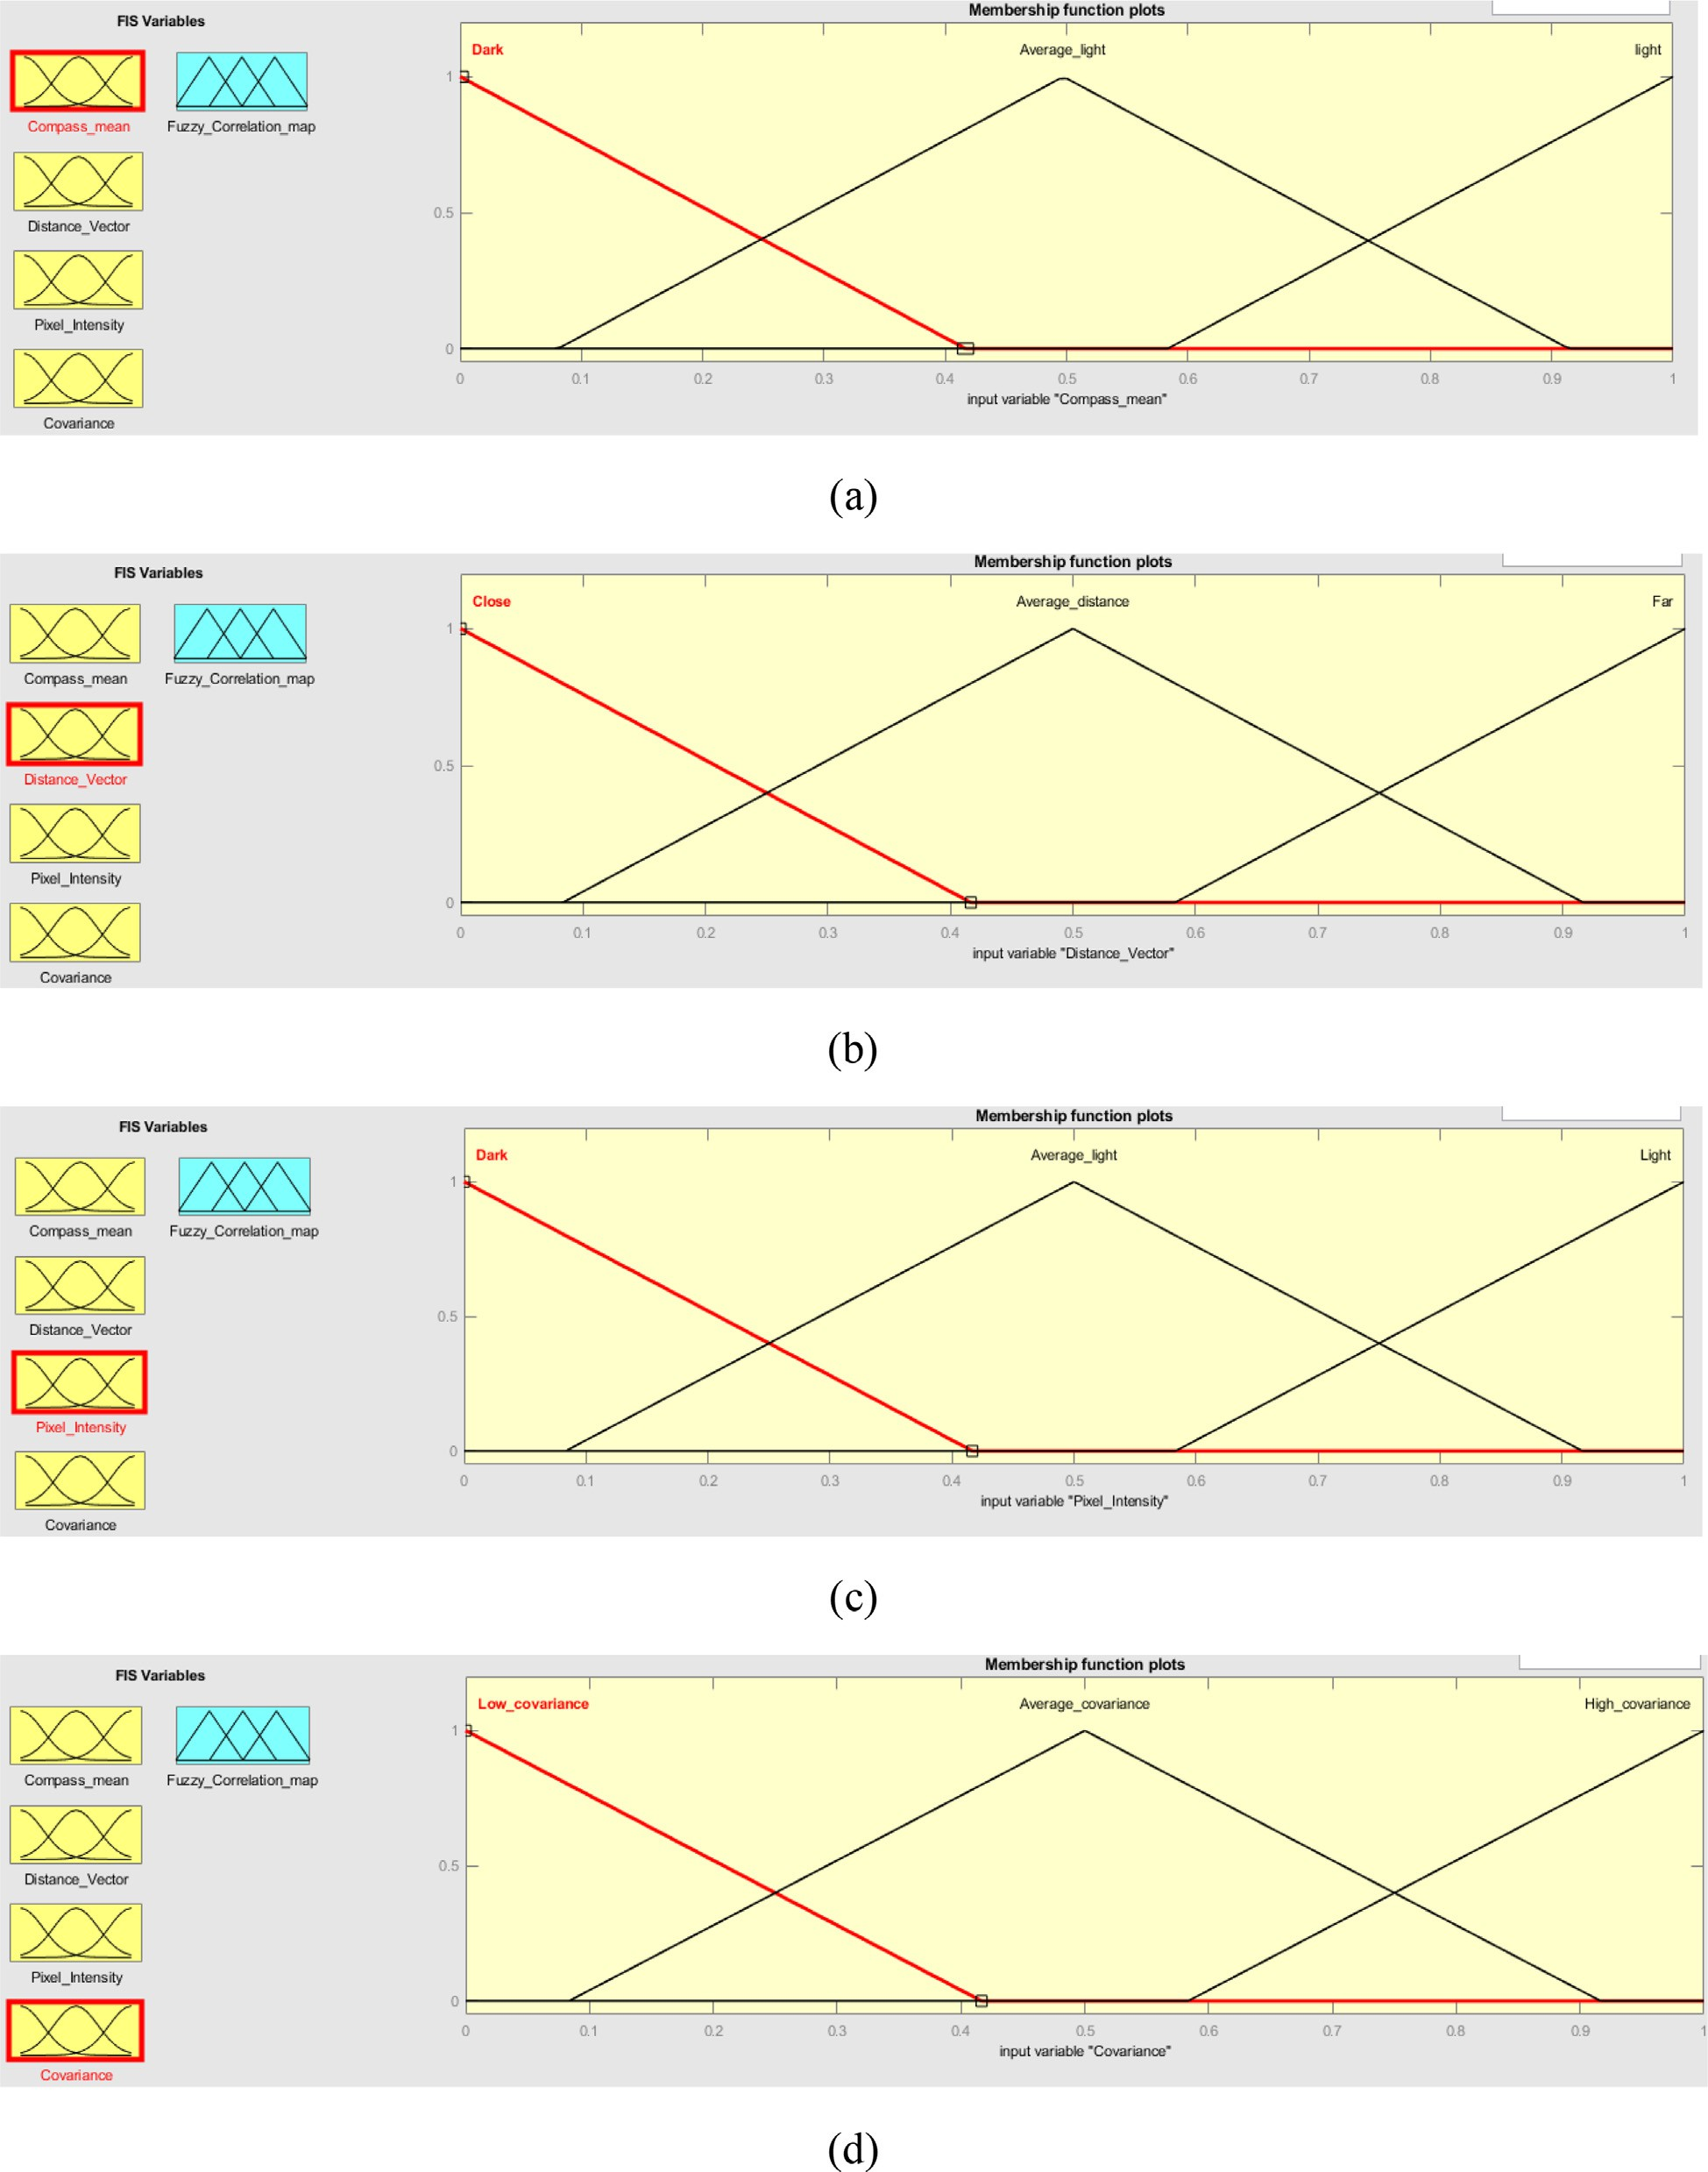 FIS Variables
Membership function plots
Compass_mean
Fuzzy_Correlation_map
Distance_Vector
Pixel_Intensity
Covariance
Dark
Average_light
light
1
0.5
0
0 0.1 0.2 0.3 0.4 0.5 0.6 0.7 0.8 0.9 1
input variable "Compass_mean"
(a)
FIS Variables
Membership function plots
Compass_mean
Fuzzy_Correlation_map
Distance_Vector
Pixel_Intensity
Covariance
Close
Average_distance
Far
1
0.5
0
0 0.1 0.2 0.3 0.4 0.5 0.6 0.7 0.8 0.9 1
input variable "Distance_Vector"
(b)
FIS Variables
Membership function plots
Compass_mean
Fuzzy_Correlation_map
Distance_Vector
Pixel_Intensity
Covariance
Dark
Average_light
Light
1
0.5
0
0 0.1 0.2 0.3 0.4 0.5 0.6 0.7 0.8 0.9 1
input variable "Pixel_Intensity"
(c)
FIS Variables
Membership function plots
Compass_mean
Fuzzy_Correlation_map
Distance_Vector
Pixel_Intensity
Covariance
Low_covariance
Average_covariance
High_covariance
1
0.5
0
0 0.1 0.2 0.3 0.4 0.5 0.6 0.7 0.8 0.9 1
input variable "Covariance"
(d)